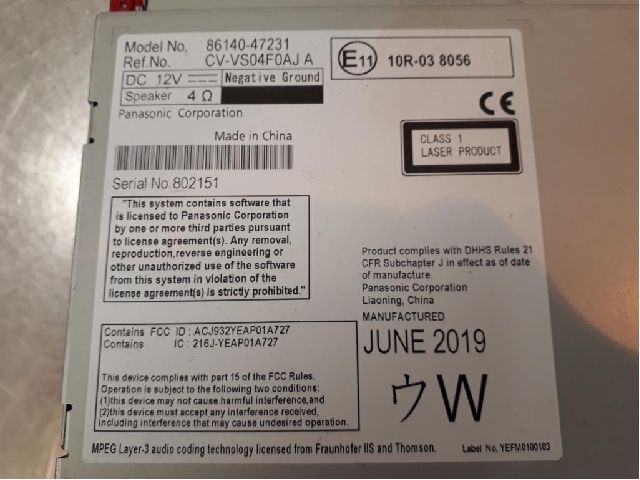 Model No. 86140-47231
Ref.No. CV-VS04F0AJ A
DC 12V Negative Ground
Speaker 4 Ω
Panasonic Corporation
E11 10R-03 8056
CE
Made in China
CLASS 1
LASER PRODUCT
Serial No.802151
"This system contains software that
is licensed to Panasonic Corporation
by one or more third parties pursuant
to license agreement(s). Any removal,
reproduction,reverse engineering or
other unauthorized use of the software
from this system in violation of the
license agreement(s) is strictly prohibited."
Product complies with DHHS Rules 21
CFR Subchapter J in effect as of date
of manufacture.
Panasonic Corporation
Liaoning, China
MANUFACTURED
JUNE 2019
ウW
Contains FCC ID : ACJ932YEAP01A727
Contains IC : 216J-YEAP01A727
This device complies with part 15 of the FCC Rules.
Operation is subject to the following two conditions:
(1)this device may not cause harmful interference,and
(2)this device must accept any interference received,
including interference that may cause undesired operation.
MPEG Layer-3 audio coding technology licensed from Fraunhofer IIS and Thomson.
Label No. YEFM0100103